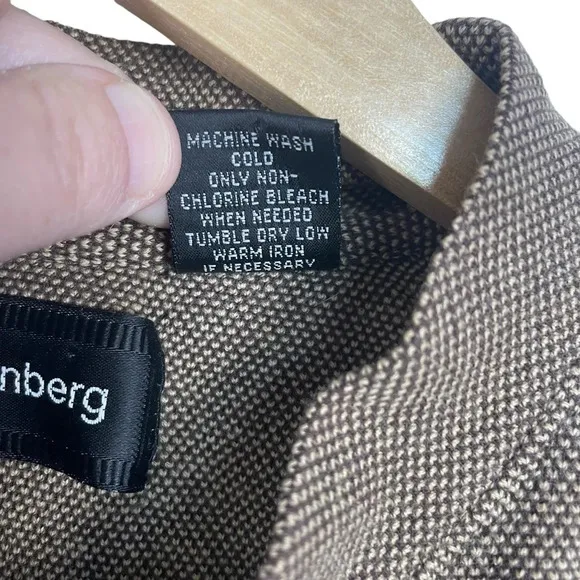 MACHINE WASH
COLD
ONLY NON-
CHLORINE BLEACH
WHEN NEEDED
TUMBLE DRY LOW
WARM IRON
IF NECESSARY
nberg